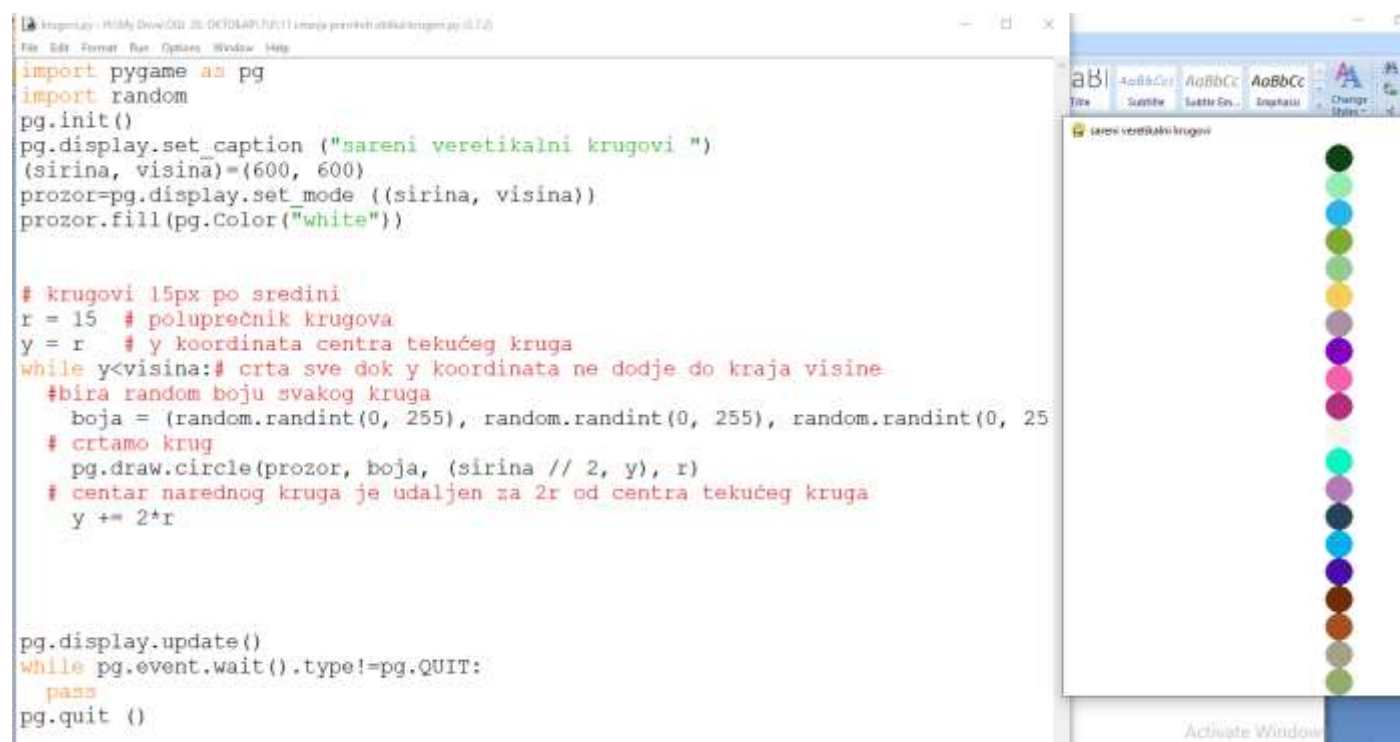 File Edit Format Run Options Window Help
import pygame as pg
import random
pg.init()
pg.display.set_caption ("sareni veretikalni krugovi ")
(sirina, visina)=(600, 600)
prozor=pg.display.set_mode ((sirina, visina))
prozor.fill(pg.Color("white"))
# krugovi 15px po sredini
r = 15 # poluprečnik krugova
y = r # y koordinata centra tekućeg kruga
while y<visina:# crta sve dok y koordinata ne dodje do kraja visine
#bira random boju svakog kruga
boja = (random.randint(0, 255), random.randint(0, 255), random.randint(0, 25
# crtamo krug
pg.draw.circle(prozor, boja, (sirina // 2, y), r)
# centar narednog kruga je udaljen za 2r od centra tekućeg kruga
y += 2*r
pg.display.update()
while pg.event.wait().type!=pg.QUIT:
pass
pg.quit ()
aBl AaBbCc AaBbCc AaBbCc
Title Subtitle Subtle Em... Emphasis Change Styles
sareni veretikalni krugovi
Activate Window